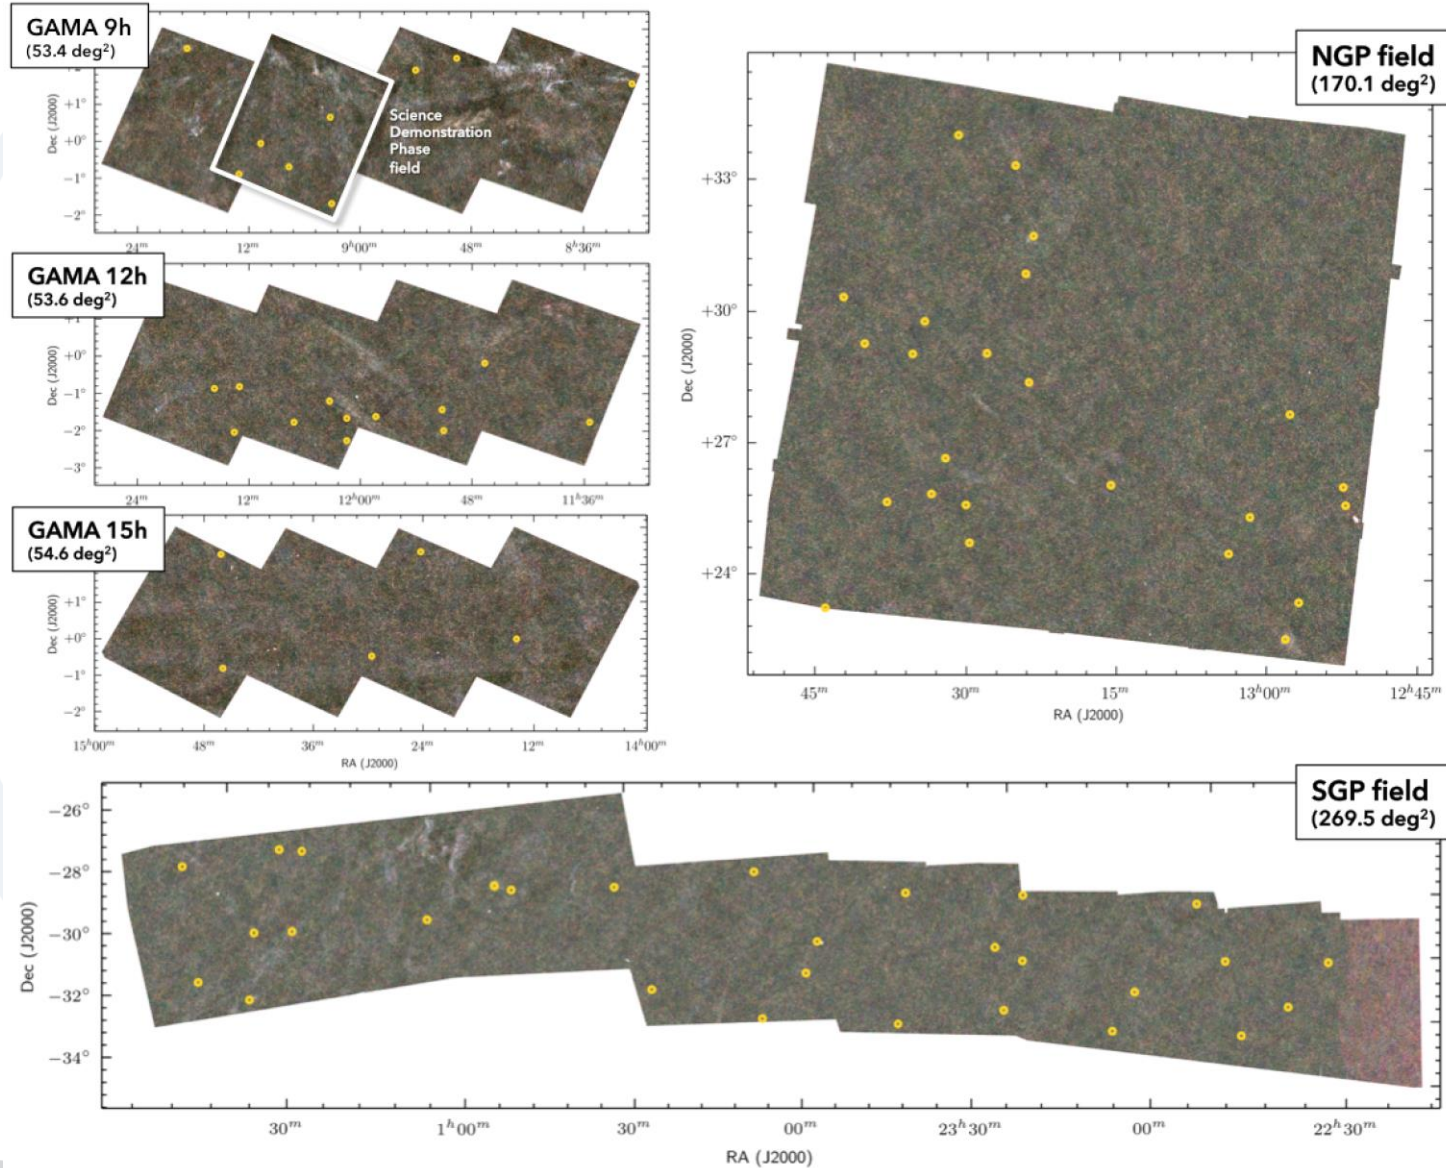 GAMA 9h
(53.4 deg²)
+1°
+0°
−1°
−2°
Dec (J2000)
Science
Demonstration
Phase
field
24ᵐ
12ᵐ
9ʰ00ᵐ
48ᵐ
8ʰ36ᵐ
GAMA 12h
(53.6 deg²)
+0°
−1°
−2°
−3°
Dec (J2000)
24ᵐ
12ᵐ
12ʰ00ᵐ
48ᵐ
11ʰ36ᵐ
GAMA 15h
(54.6 deg²)
+1°
+0°
−1°
−2°
Dec (J2000)
15ʰ00ᵐ
48ᵐ
36ᵐ
24ᵐ
12ᵐ
14ʰ00ᵐ
RA (J2000)
NGP field
(170.1 deg²)
+33°
+30°
+27°
+24°
Dec (J2000)
45ᵐ
30ᵐ
15ᵐ
13ʰ00ᵐ
12ʰ45ᵐ
RA (J2000)
SGP field
(269.5 deg²)
−26°
−28°
−30°
−32°
−34°
Dec (J2000)
30ᵐ
1ʰ00ᵐ
30ᵐ
00ᵐ
23ʰ30ᵐ
00ᵐ
22ʰ30ᵐ
RA (J2000)